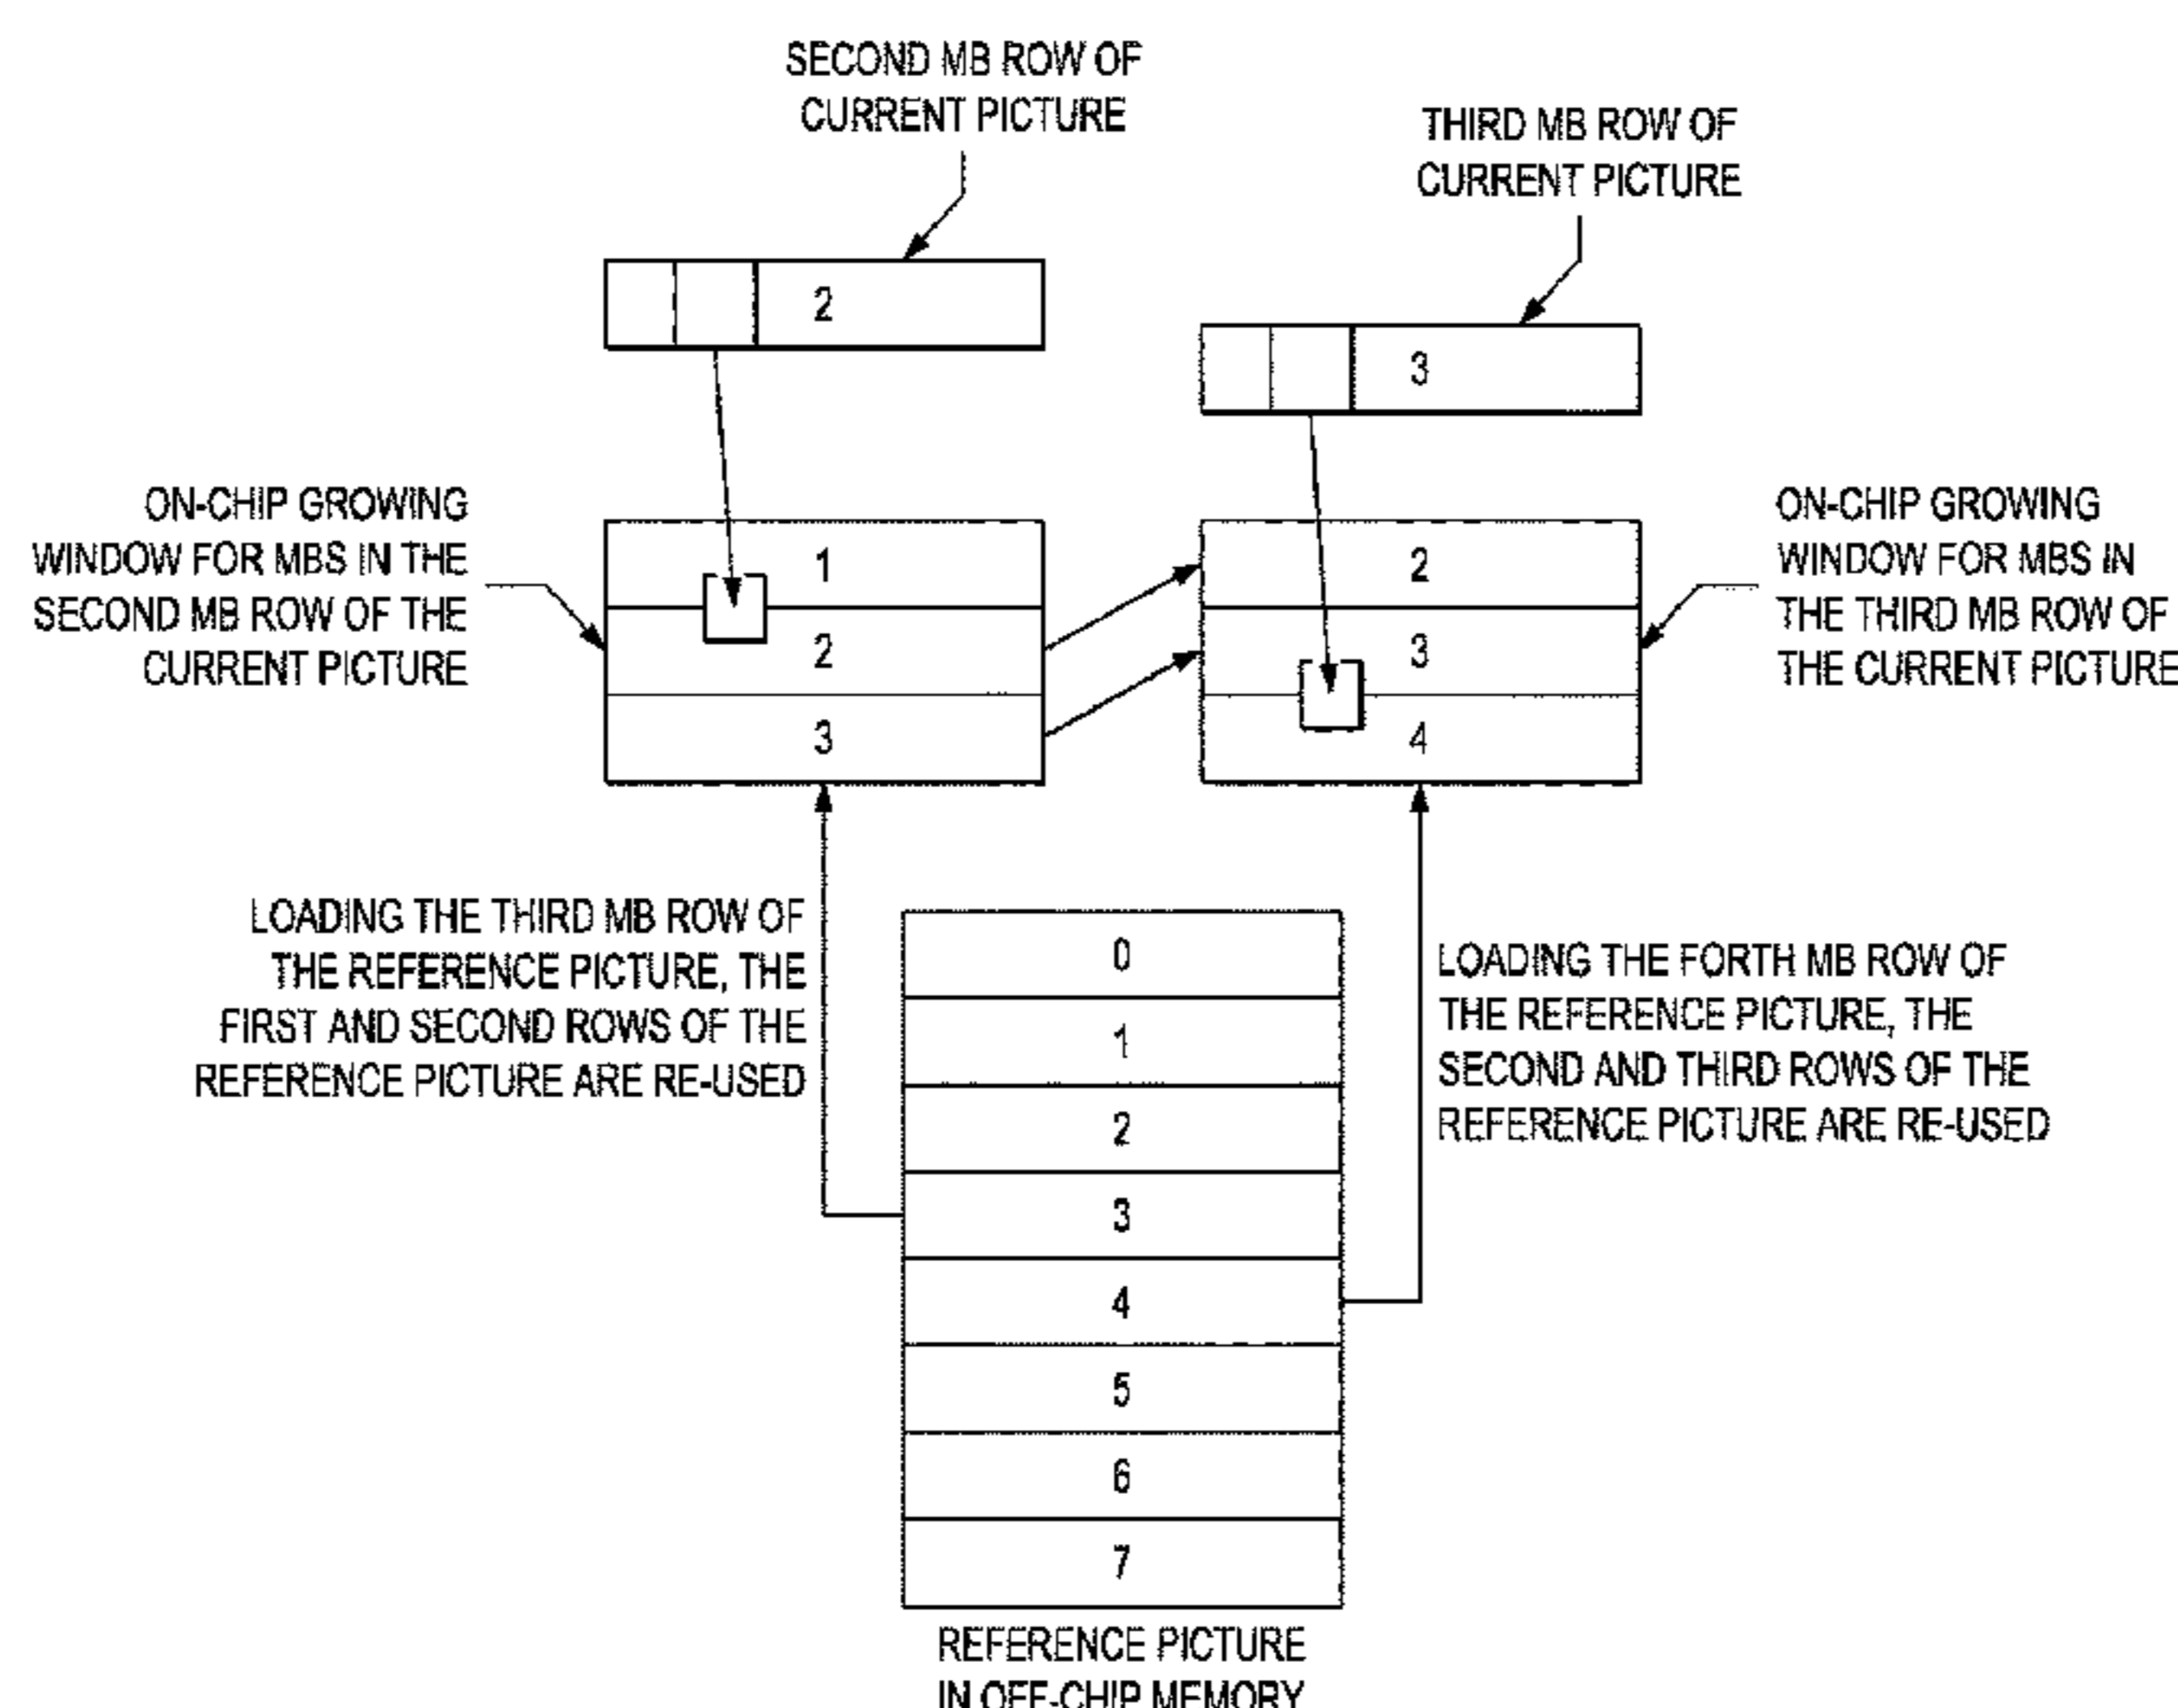 SECOND MB ROW OF
CURRENT PICTURE
THIRD MB ROW OF
CURRENT PICTURE
2
3
ON-CHIP GROWING
WINDOW FOR MBS IN THE
SECOND MB ROW OF THE
CURRENT PICTURE
1
2
3
2
3
4
ON-CHIP GROWING
WINDOW FOR MBS IN
THE THIRD MB ROW OF
THE CURRENT PICTURE
LOADING THE THIRD MB ROW OF
THE REFERENCE PICTURE, THE
FIRST AND SECOND ROWS OF THE
REFERENCE PICTURE ARE RE-USED
0
1
2
3
4
5
6
7
LOADING THE FORTH MB ROW OF
THE REFERENCE PICTURE, THE
SECOND AND THIRD ROWS OF THE
REFERENCE PICTURE ARE RE-USED
REFERENCE PICTURE
IN OFF-CHIP MEMORY